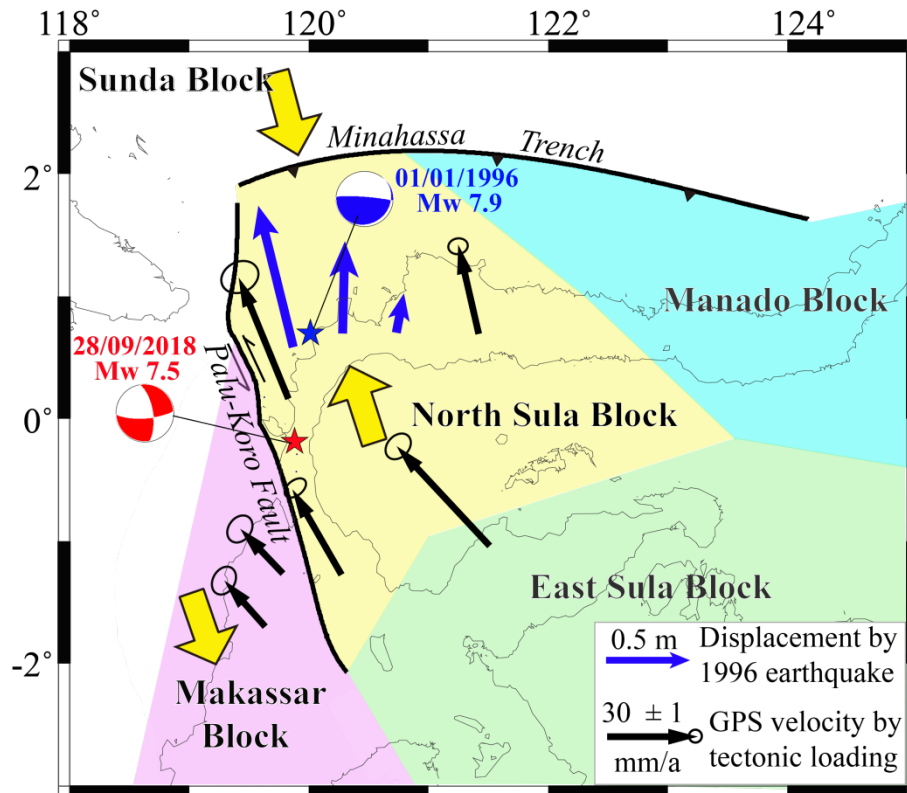 118° 120° 122° 124°
Sunda Block
Minahassa Trench
2°
01/01/1996
Mw 7.9
Manado Block
28/09/2018
Mw 7.5
Palu-Koro Fault
0°
North Sula Block
East Sula Block
-2°
Makassar
Block
0.5 m Displacement by
1996 earthquake
30 ± 1 GPS velocity by
mm/a tectonic loading